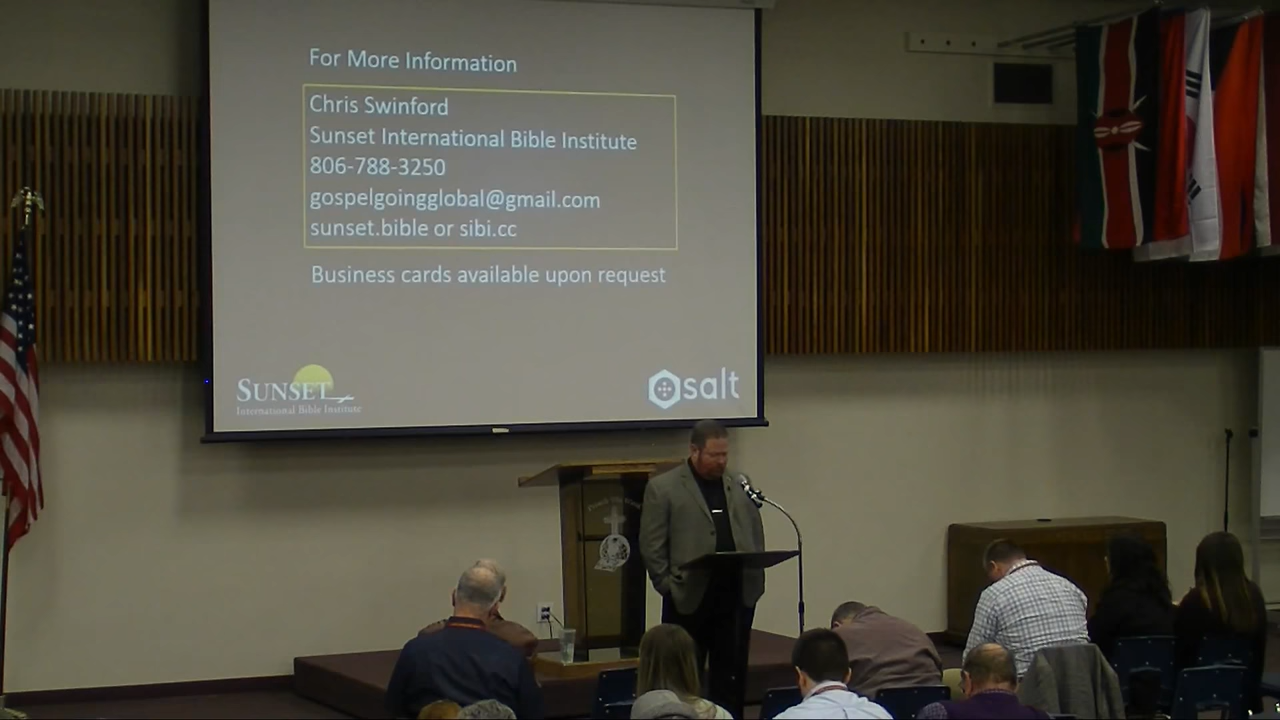 For More Information
Chris Swinford
Sunset International Bible Institute
806-788-3250
gospelgoingglobal@gmail.com
sunset.bible or sibi.cc
Business cards available upon request
SUNSET
International Bible Institute
salt